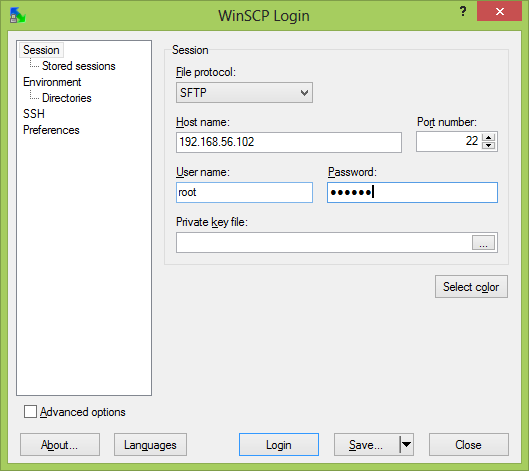 WinSCP Login
?
Session
Stored sessions
Environment
Directories
SSH
Preferences
Session
File protocol:
SFTP
Host name:
Port number:
192.168.56.102
22
User name:
Password:
root
••••••
Private key file:
...
Select color
Advanced options
About...
Languages
Login
Save...
Close